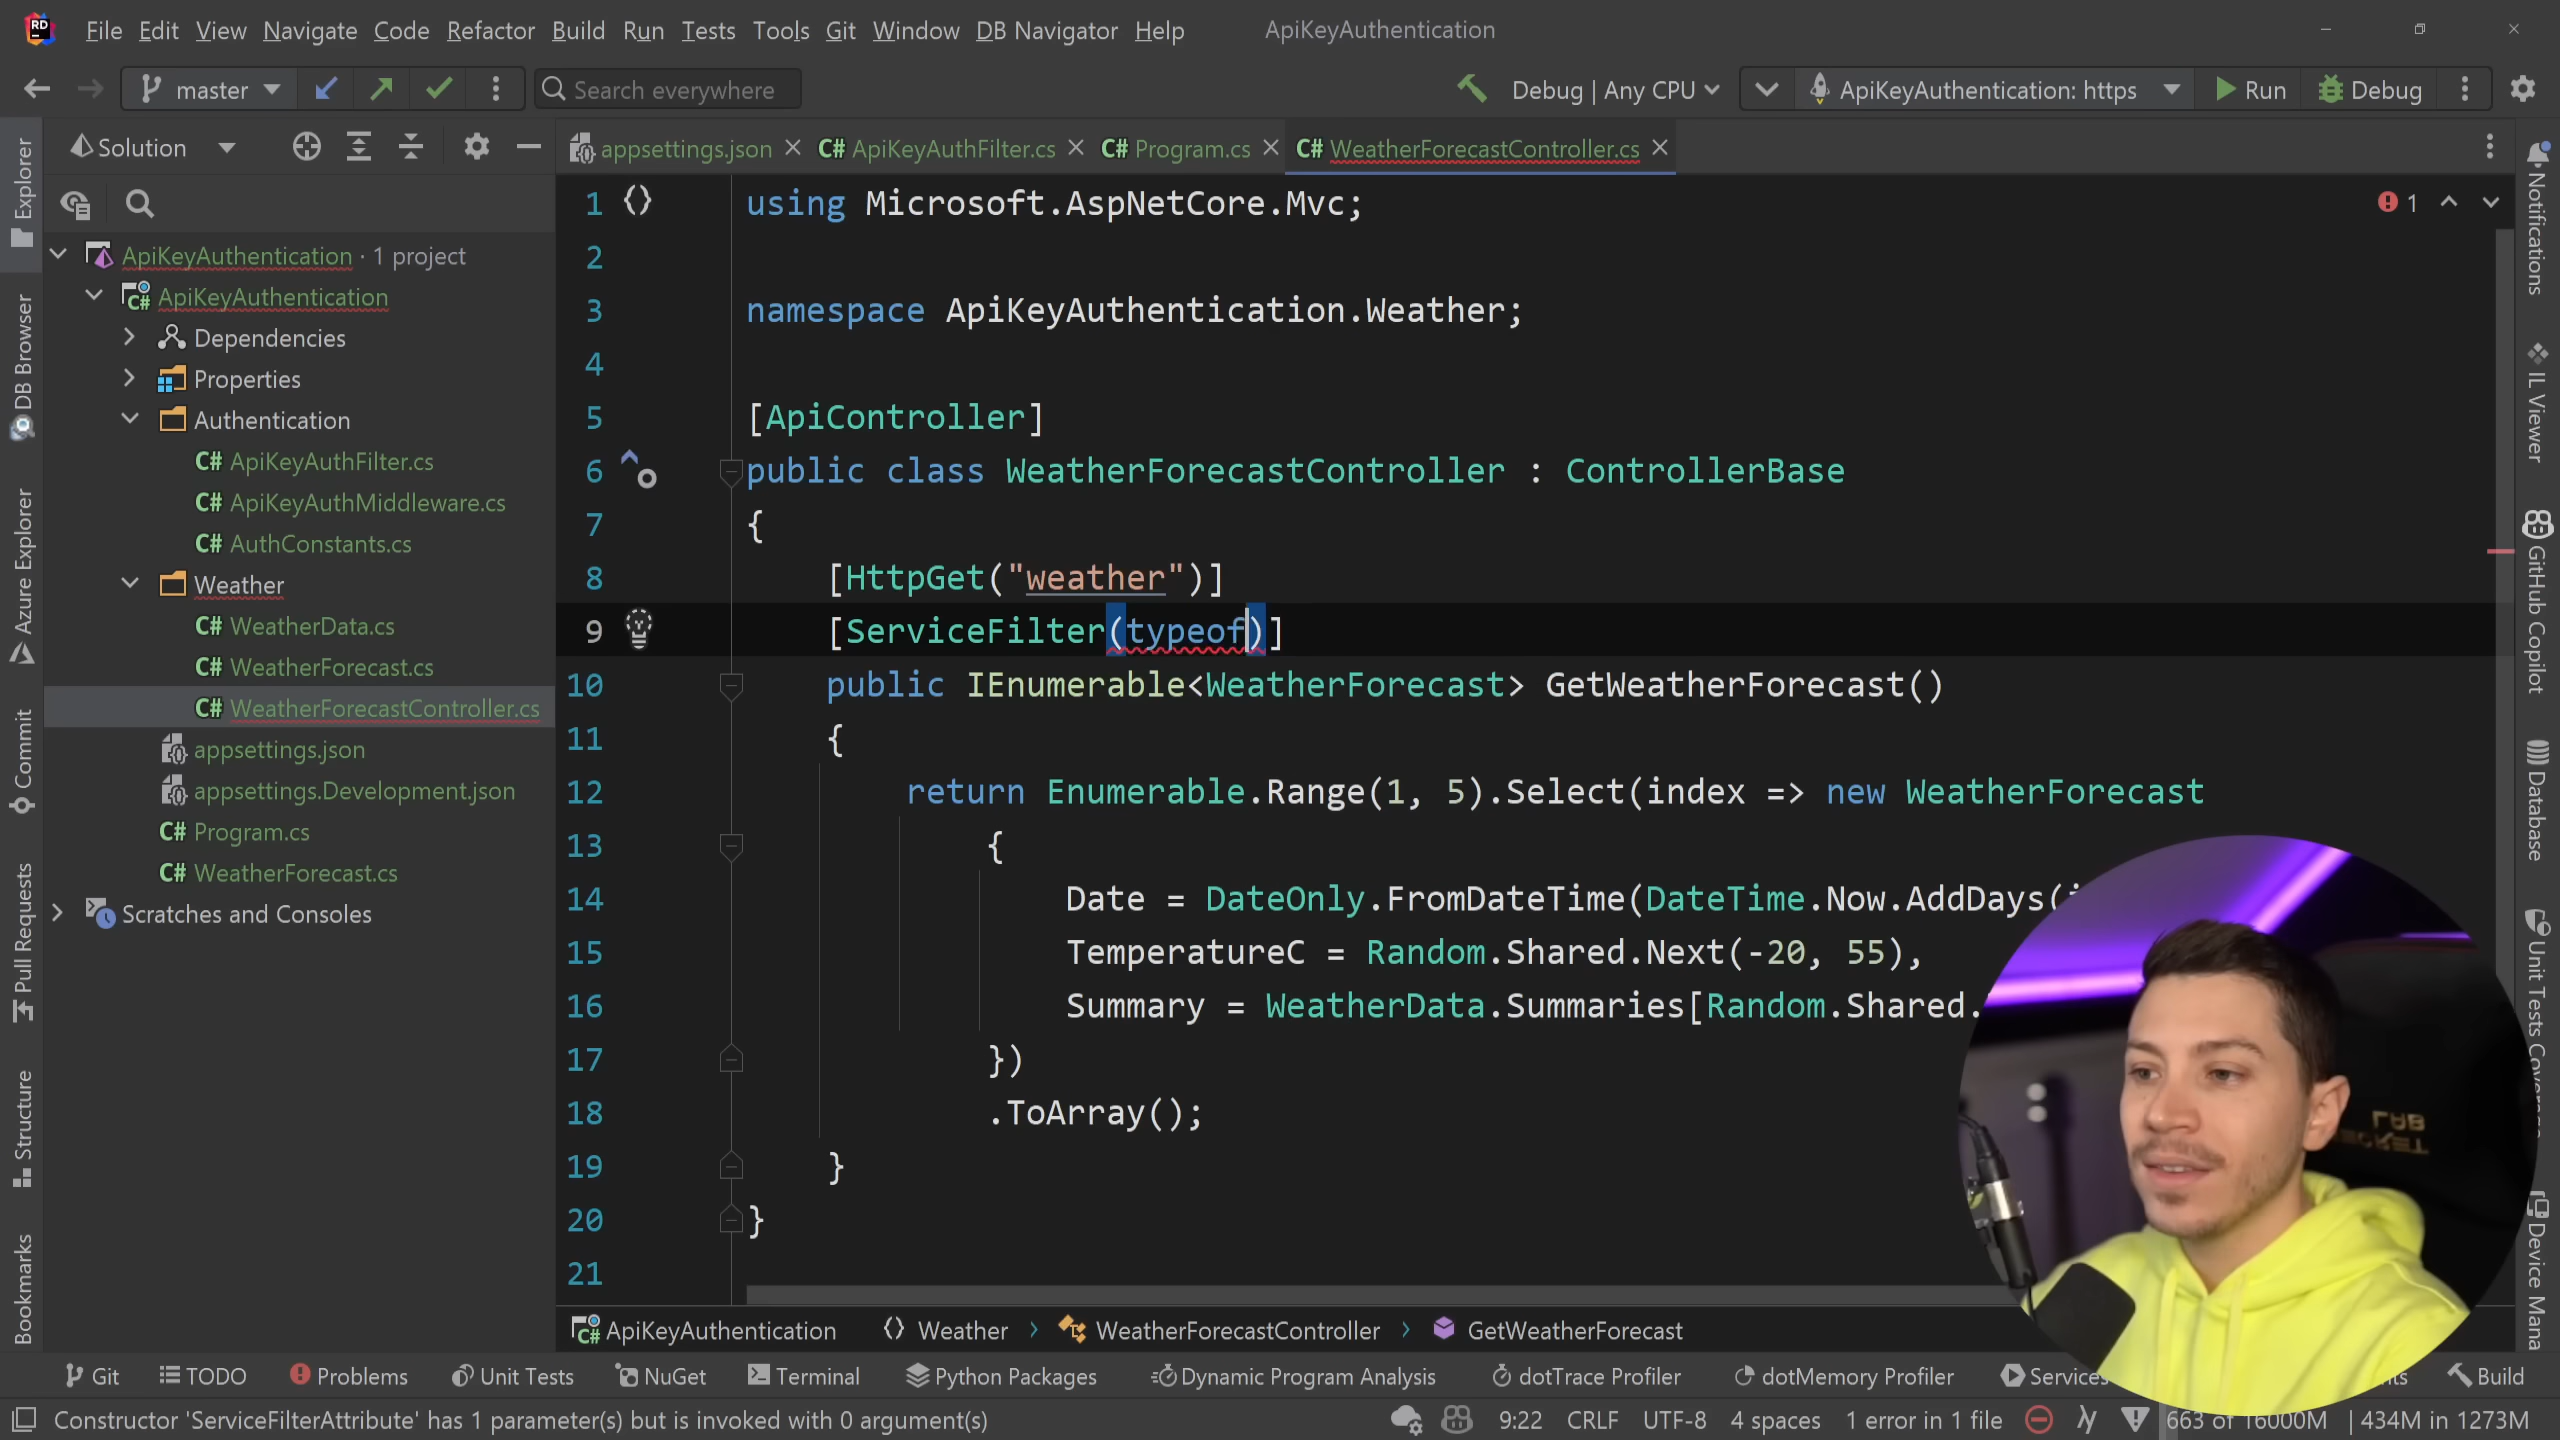 File Edit View Navigate Code Refactor Build Run Tests Tools Git Window DB Navigator Help ApiKeyAuthentication
master Search everywhere Debug | Any CPU ApiKeyAuthentication: https Run Debug
Solution
appsettings.json C# ApiKeyAuthFilter.cs C# Program.cs C# WeatherForecastController.cs
ApiKeyAuthentication · 1 project
ApiKeyAuthentication
Dependencies
Properties
Authentication
C# ApiKeyAuthFilter.cs
C# ApiKeyAuthMiddleware.cs
C# AuthConstants.cs
Weather
C# WeatherData.cs
C# WeatherForecast.cs
C# WeatherForecastController.cs
appsettings.json
appsettings.Development.json
C# Program.cs
C# WeatherForecast.cs
Scratches and Consoles
Explorer
DB Browser
Azure Explorer
Commit
Pull Requests
Structure
Bookmarks
1 using Microsoft.AspNetCore.Mvc;
2
3 namespace ApiKeyAuthentication.Weather;
4
5 [ApiController]
6 public class WeatherForecastController : ControllerBase
7 {
8 [HttpGet("weather")]
9 [ServiceFilter(typeof)]
10 public IEnumerable<WeatherForecast> GetWeatherForecast()
11 {
12 return Enumerable.Range(1, 5).Select(index => new WeatherForecast
13 {
14 Date = DateOnly.FromDateTime(DateTime.Now.AddDays(
15 TemperatureC = Random.Shared.Next(-20, 55),
16 Summary = WeatherData.Summaries[Random.Shared.
17 })
18 .ToArray();
19 }
20 }
21
1
Notifications
IL Viewer
GitHub Copilot
Database
Unit Tests
Device Mana
ApiKeyAuthentication Weather WeatherForecastController GetWeatherForecast
Git TODO Problems Unit Tests NuGet Terminal Python Packages Dynamic Program Analysis dotTrace Profiler dotMemory Profiler Services Build
Constructor 'ServiceFilterAttribute' has 1 parameter(s) but is invoked with 0 argument(s) 9:22 CRLF UTF-8 4 spaces 1 error in 1 file 663 of 16000M 434M in 1273M